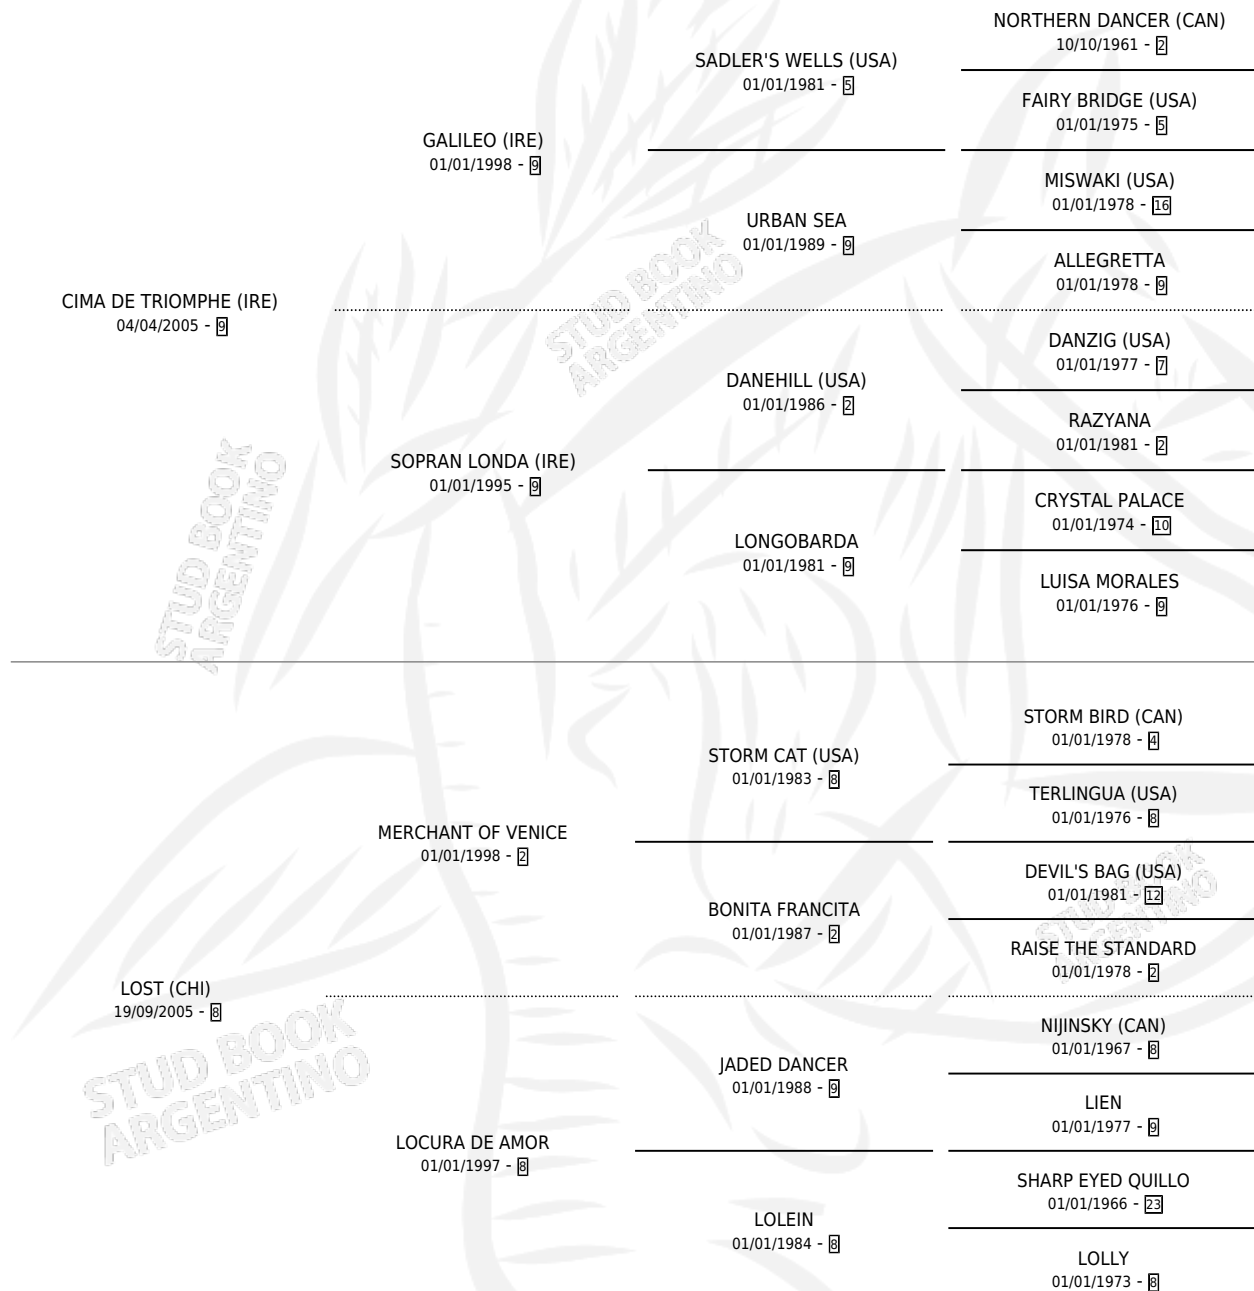 NORTHERN DANCER (CAN)
10/10/1961 - 2
SADLER'S WELLS (USA)
01/01/1981 - 5
FAIRY BRIDGE (USA)
01/01/1975 - 5
GALILEO (IRE)
01/01/1998 - 9
MISWAKI (USA)
01/01/1978 - 16
URBAN SEA
01/01/1989 - 9
ALLEGRETTA
01/01/1978 - 9
CIMA DE TRIOMPHE (IRE)
04/04/2005 - 9
DANZIG (USA)
01/01/1977 - 7
DANEHILL (USA)
01/01/1986 - 2
RAZYANA
01/01/1981 - 2
SOPRAN LONDA (IRE)
01/01/1995 - 9
CRYSTAL PALACE
01/01/1974 - 10
LONGOBARDA
01/01/1981 - 9
LUISA MORALES
01/01/1976 - 9
STORM BIRD (CAN)
01/01/1978 - 4
STORM CAT (USA)
01/01/1983 - 8
TERLINGUA (USA)
01/01/1976 - 8
MERCHANT OF VENICE
01/01/1998 - 2
DEVIL'S BAG (USA)
01/01/1981 - 12
BONITA FRANCITA
01/01/1987 - 2
RAISE THE STANDARD
01/01/1978 - 2
LOST (CHI)
19/09/2005 - 8
NIJINSKY (CAN)
01/01/1967 - 8
JADED DANCER
01/01/1988 - 9
LIEN
01/01/1977 - 9
LOCURA DE AMOR
01/01/1997 - 8
SHARP EYED QUILLO
01/01/1966 - 23
LOLEIN
01/01/1984 - 8
LOLLY
01/01/1973 - 8
STUD BOOK
ARGENTINO
STUD BOOK
ARGENTINO
STUD BOOK
ARGENTINO
STUD BOOK
ARGENTINO